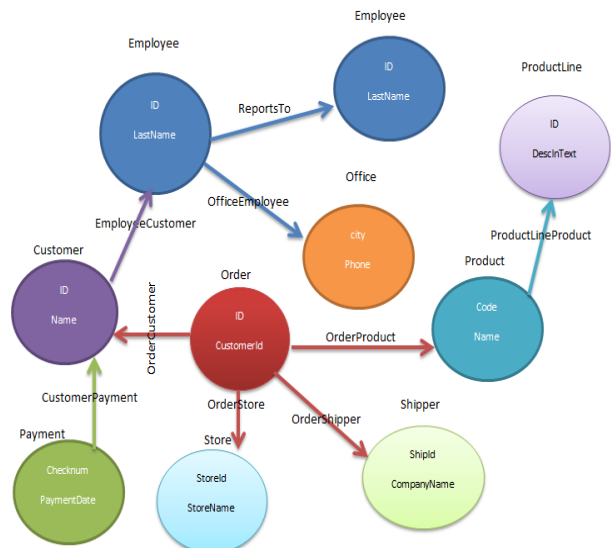 Employee
ID
LastName
ReportsTo
Employee
ID
LastName
ProductLine
ID
DescInText
Office
city
Phone
OfficeEmployee
EmployeeCustomer
ProductLineProduct
Customer
ID
Name
OrderCustomer
Order
ID
CustomerId
OrderProduct
Product
Code
Name
CustomerPayment
OrderStore
OrderShipper
Payment
Checknum
PaymentDate
Store
StoreId
StoreName
Shipper
ShipId
CompanyName